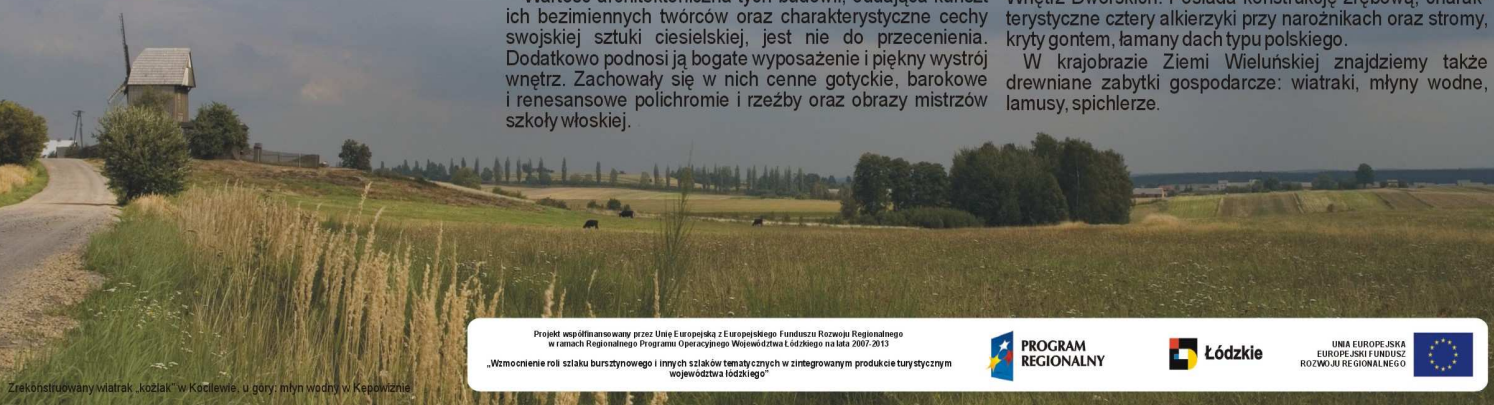 ich bezimiennych twórców oraz charakterystyczne cechy
swojskiej sztuki ciesielskiej, jest nie do przecenienia.
Dodatkowo podnosi ją bogate wyposażenie i piękny wystrój
wnętrz. Zachowały się w nich cenne gotyckie, barokowe
i renesansowe polichromie i rzeźby oraz obrazy mistrzów
szkoły włoskiej.
terystyczne cztery alkierzyki przy narożnikach oraz stromy,
kryty gontem, łamany dach typu polskiego.
W krajobrazie Ziemi Wieluńskiej znajdziemy także
drewniane zabytki gospodarcze: wiatraki, młyny wodne,
lamusy, spichlerze.
Projekt współfinansowany przez Unię Europejską z Europejskiego Funduszu Rozwoju Regionalnego
w ramach Regionalnego Programu Operacyjnego Województwa Łódzkiego na lata 2007-2013
„Wzmocnienie roli szlaku bursztynowego i innych szlaków tematycznych w zintegrowanym produkcie turystycznym
województwa łódzkiego”
PROGRAM
REGIONALNY
Łódzkie
UNIA EUROPEJSKA
EUROPEJSKI FUNDUSZ
ROZWOJU REGIONALNEGO
Zrekonstruowany wiatrak „koźlak” w Kocilewie, u góry: młyn wodny w Kępowiźnie